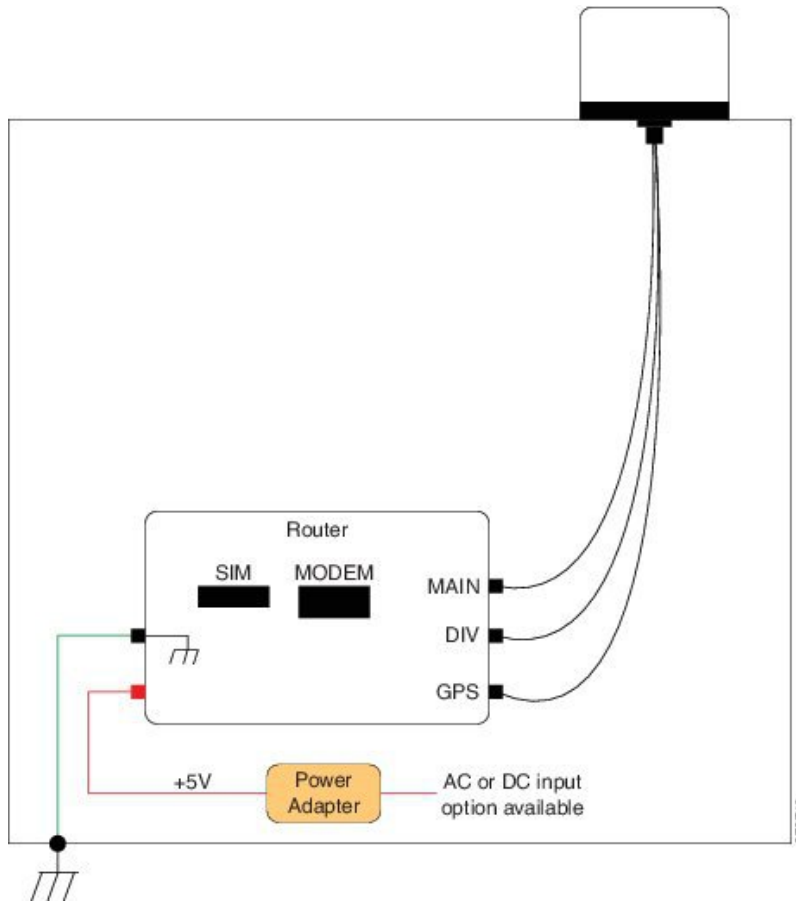 Router
SIM MODEM
MAIN
DIV
GPS
+5V
Power
Adapter
AC or DC input
option available